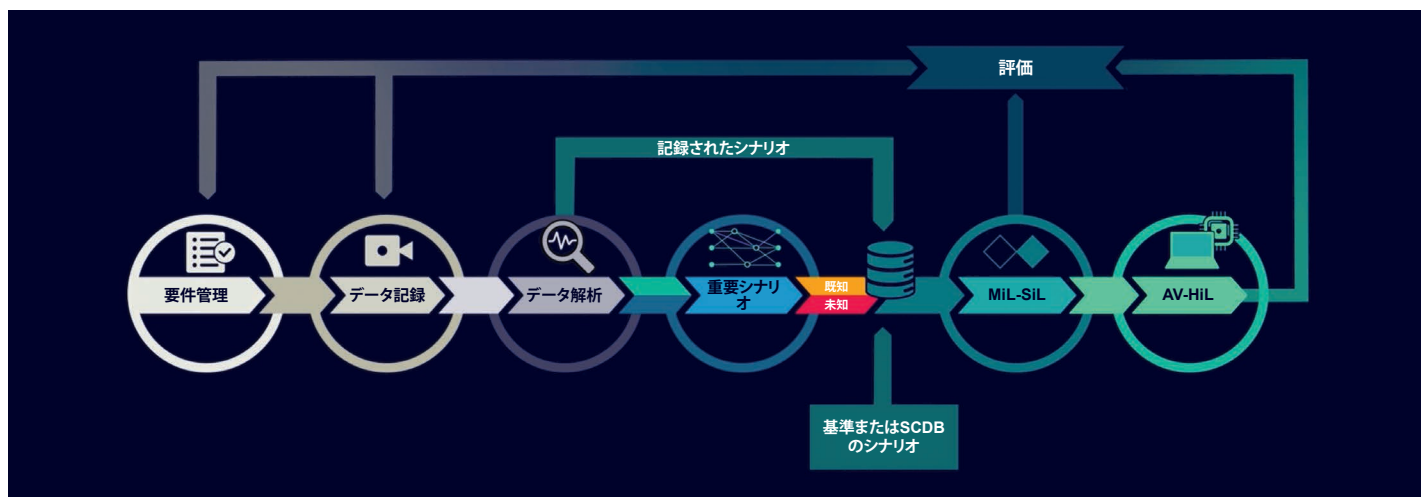 評価
記録されたシナリオ
要件管理
データ記録
データ解析
重要シナリ
オ
既知
未知
MiL-SiL
AV-HiL
基準またはSCDB
のシナリオ